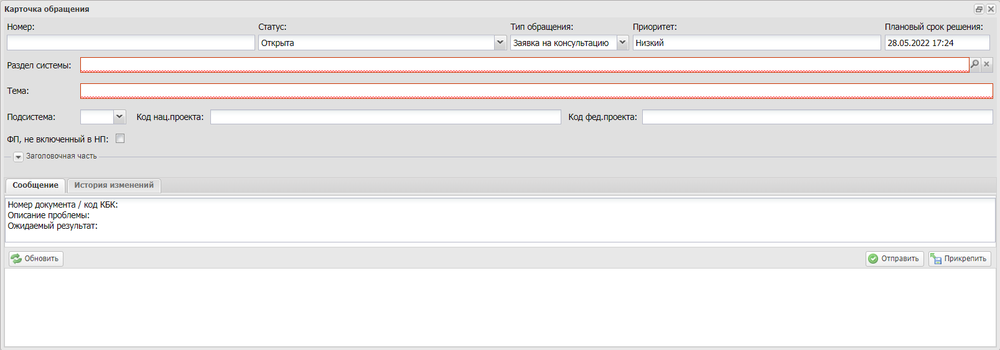 Карточка обращения
Номер: Статус: Тип обращения: Приоритет: Плановый срок решения:
Открыта Заявка на консультацию Низкий 28.05.2022 17:24
Раздел системы:
Тема:
Подсистема: Код нац.проекта: Код фед.проекта:
ФП, не включенный в НП:
Заголовочная часть
Сообщение История изменений
Номер документа / код КБК:
Описание проблемы:
Ожидаемый результат:
Обновить Отправить Прикрепить